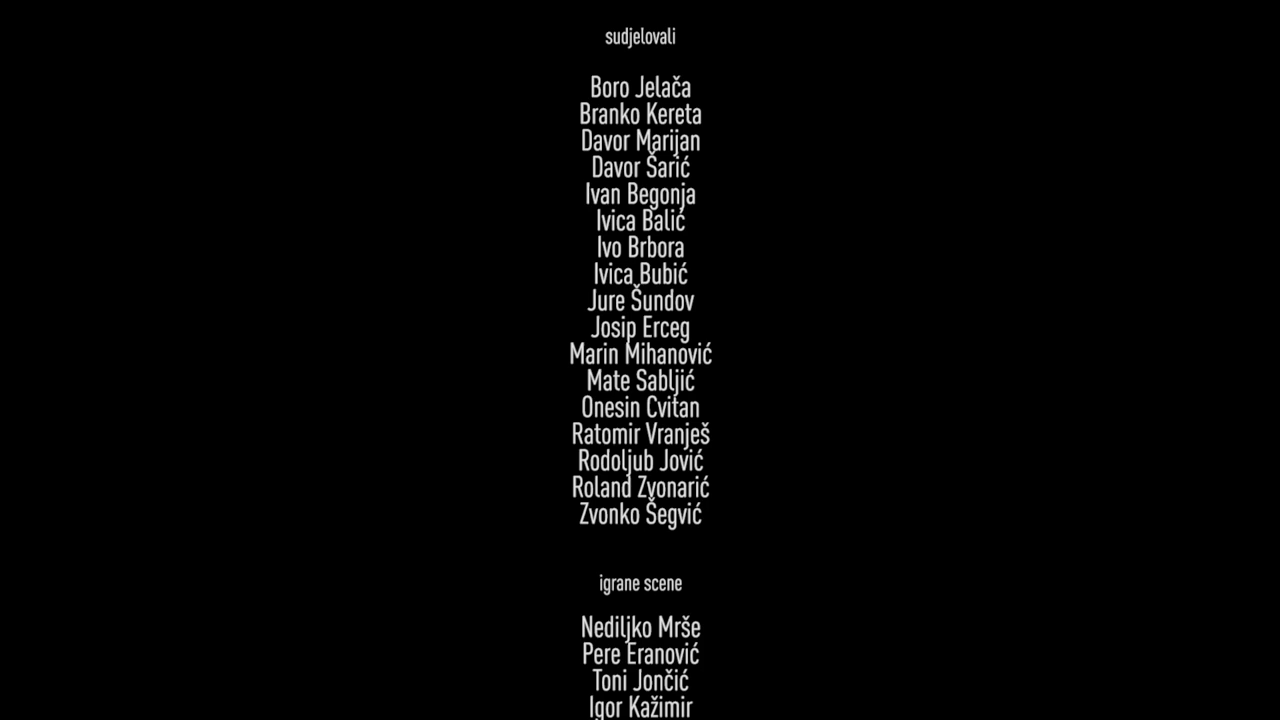 sudjelovali
Boro Jelača
Branko Kereta
Davor Marijan
Davor Šarić
Ivan Begonja
Ivica Balić
Ivo Brbora
Ivica Bubić
Jure Šundov
Josip Erceg
Marin Mihanović
Mate Sabljić
Onesin Cvitan
Ratomir Vranješ
Rodoljub Jović
Roland Zvonarić
Zvonko Šegvić
igrane scene
Nediljko Mrše
Pere Eranović
Toni Jončić
Igor Kažimir